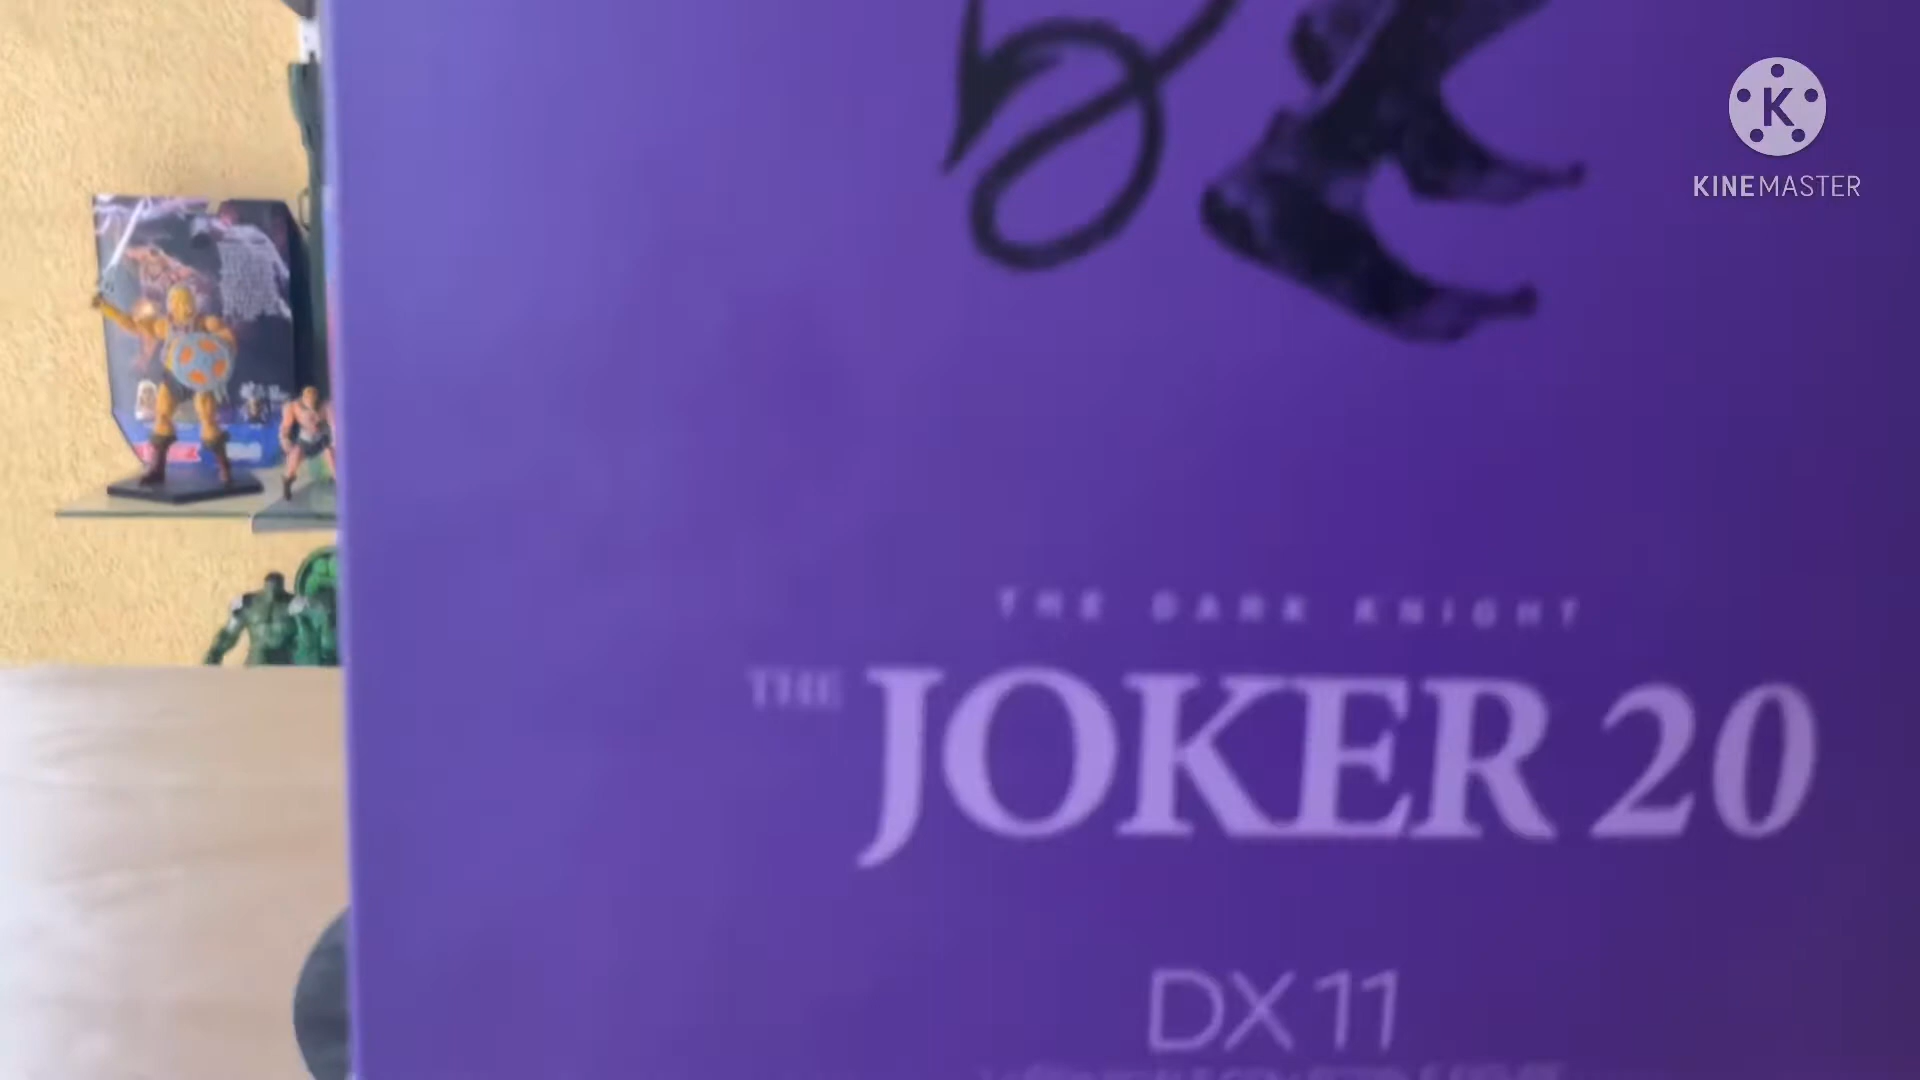 KINEMASTER
THE DARK KNIGHT
THE JOKER 20
DX 11